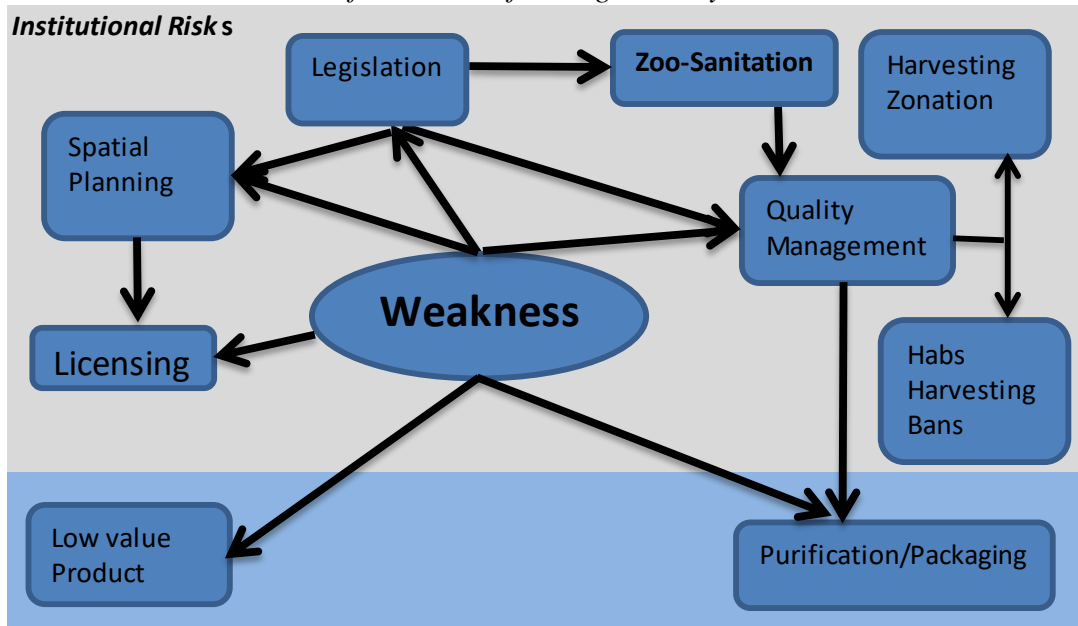 Institutional Risk s
Legislation
Zoo-Sanitation
Harvesting
Zonation
Spatial
Planning
Quality
Management
Weakness
Licensing
Habs
Harvesting
Bans
Low value
Product
Purification/Packaging